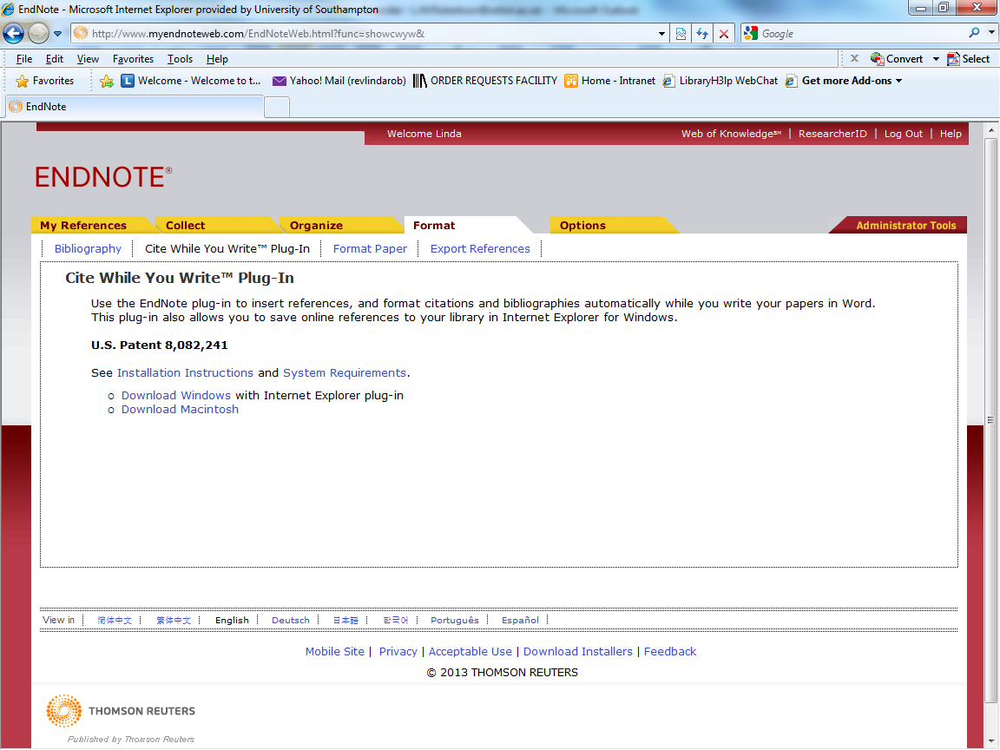 EndNote - Microsoft Internet Explorer provided by University of Southampton
http://www.myendnoteweb.com/EndNoteWeb.html?func=showcwyw&
Google
File Edit View Favorites Tools Help
Convert Select
Favorites
Welcome - Welcome to t...
Yahoo! Mail (revlindarob)
ORDER REQUESTS FACILITY
Home - Intranet
LibraryH3lp WebChat
Get more Add-ons
EndNote
Welcome Linda
Web of Knowledge℠ | ResearcherID | Log Out | Help
ENDNOTE®
My References Collect Organize Format Options Administrator Tools
Bibliography Cite While You Write™ Plug-In Format Paper Export References
Cite While You Write™ Plug-In
Use the EndNote plug-in to insert references, and format citations and bibliographies automatically while you write your papers in Word.
This plug-in also allows you to save online references to your library in Internet Explorer for Windows.
U.S. Patent 8,082,241
See Installation Instructions and System Requirements.
Download Windows with Internet Explorer plug-in
Download Macintosh
View in 简体中文 繁体中文 English Deutsch 日本語 한국어 Português Español
Mobile Site | Privacy | Acceptable Use | Download Installers | Feedback
© 2013 THOMSON REUTERS
THOMSON REUTERS
Published by Thomson Reuters